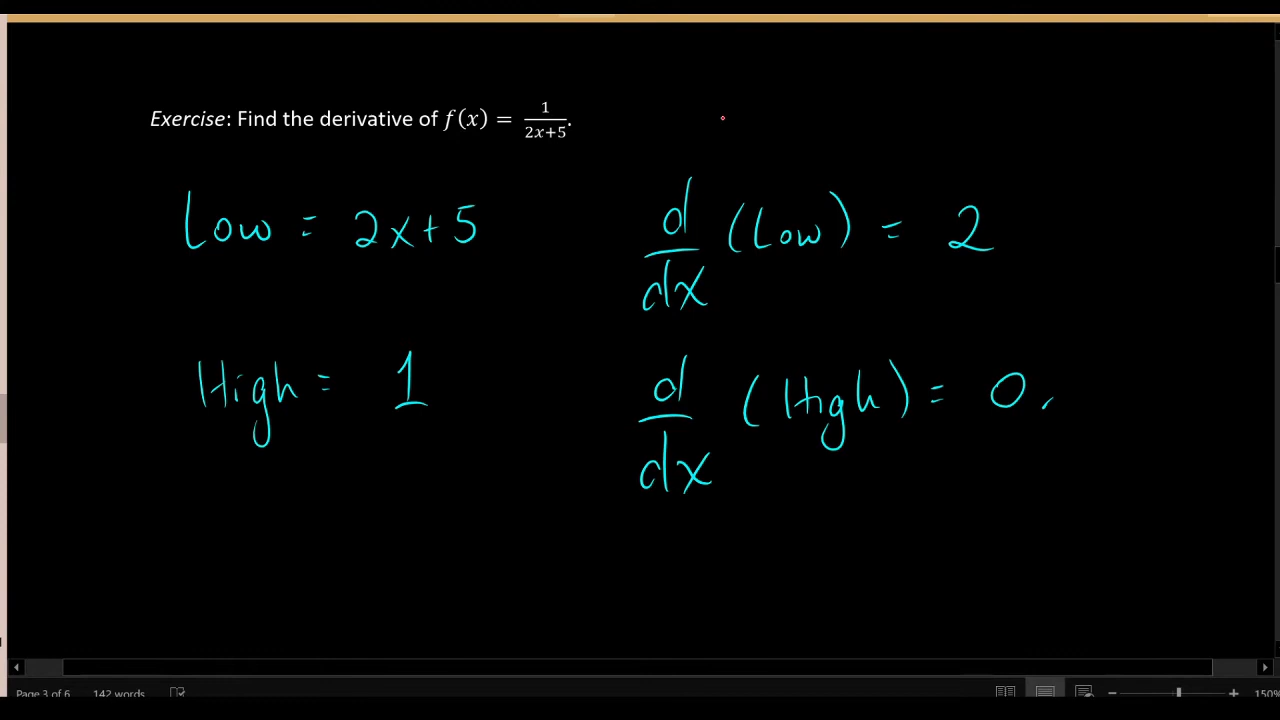 Exercise: Find the derivative of f(x) = 1/(2x+5).
Low = 2x+5
d/dx (Low) = 2
High = 1
d/dx (High) = 0.
Page 3 of 6 142 words 150%